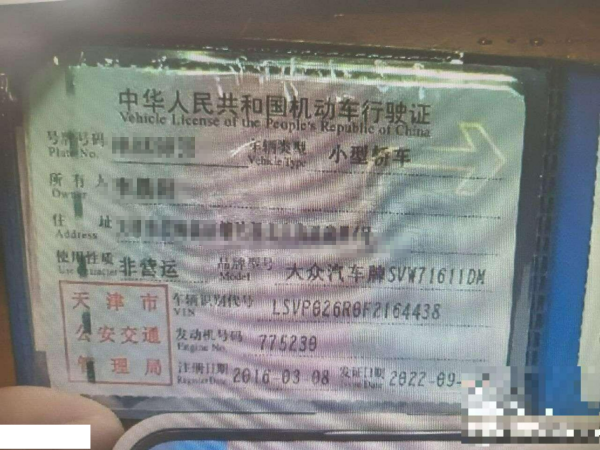 中华人民共和国机动车行驶证
Vehicle License of the People's Republic of China
号牌号码 车辆类型 小型轿车
Plate No. Vehicle Type
所有人
Owner
住址
Address
使用性质 非营运 品牌型号 大众汽车牌SVW71611DM
Use Character Model
天津市
公安交通
管理局
车辆识别代号 LSVP026R0F2164438
VIN
发动机号码 775230
Engine No.
注册日期 2016-03-08 发证日期 2022-09-
Register Date Issue Date